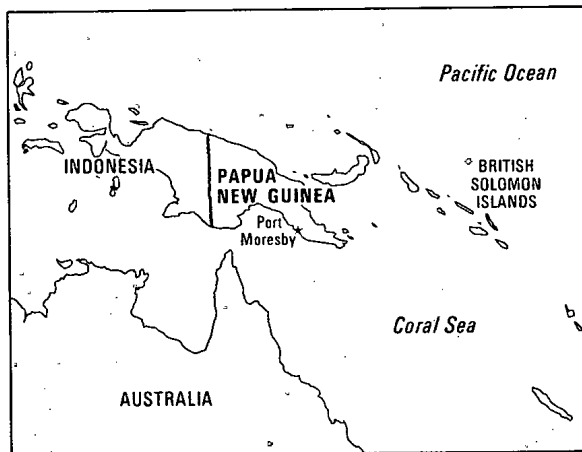 Pacific Ocean
INDONESIA
PAPUA
NEW GUINEA
Port
Moresby
BRITISH
SOLOMON
ISLANDS
Coral Sea
AUSTRALIA